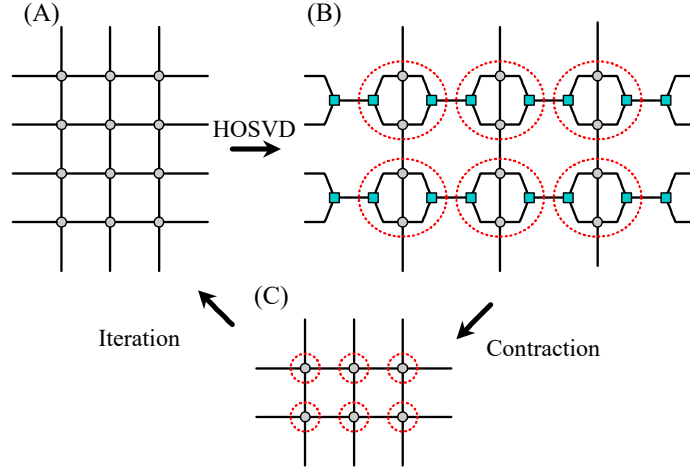 (A)
(B)
HOSVD
(C)
Iteration
Contraction